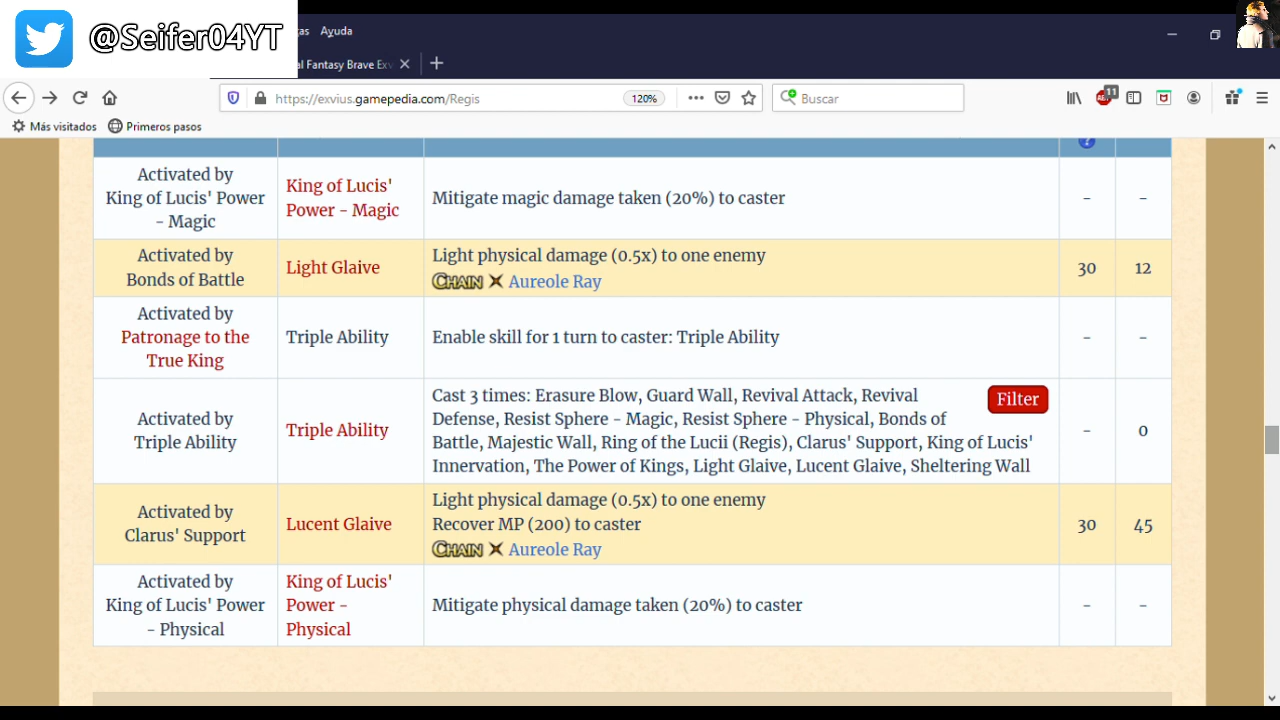 @Seifer04YT
Ayuda
al Fantasy Brave Ex
https://exvius.gamepedia.com/Regis
120%
Buscar
11
Más visitados
Primeros pasos
?
Activated by
King of Lucis' Power
- Magic
King of Lucis'
Power - Magic
Mitigate magic damage taken (20%) to caster
-
-
Activated by
Bonds of Battle
Light Glaive
Light physical damage (0.5x) to one enemy
CHAIN Aureole Ray
30
12
Activated by
Patronage to the
True King
Triple Ability
Enable skill for 1 turn to caster: Triple Ability
-
-
Activated by
Triple Ability
Triple Ability
Cast 3 times: Erasure Blow, Guard Wall, Revival Attack, Revival
Defense, Resist Sphere - Magic, Resist Sphere - Physical, Bonds of
Battle, Majestic Wall, Ring of the Lucii (Regis), Clarus' Support, King of Lucis'
Innervation, The Power of Kings, Light Glaive, Lucent Glaive, Sheltering Wall
Filter
-
0
Activated by
Clarus' Support
Lucent Glaive
Light physical damage (0.5x) to one enemy
Recover MP (200) to caster
CHAIN Aureole Ray
30
45
Activated by
King of Lucis' Power
- Physical
King of Lucis'
Power -
Physical
Mitigate physical damage taken (20%) to caster
-
-